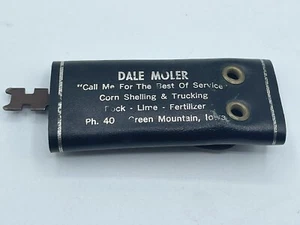 DALE MOLER
"Call Me For The Best Of Service"
Corn Shelling & Trucking
Rock - Lime - Fertilizer
Ph. 40 Green Mountain, Iowa